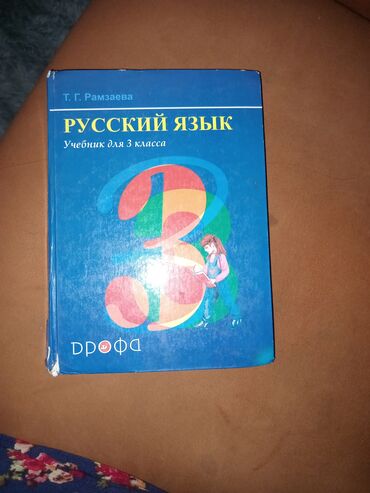 Т. Г. Рамзаева
РУССКИЙ ЯЗЫК
Учебник для 3 класса
3
дрофа